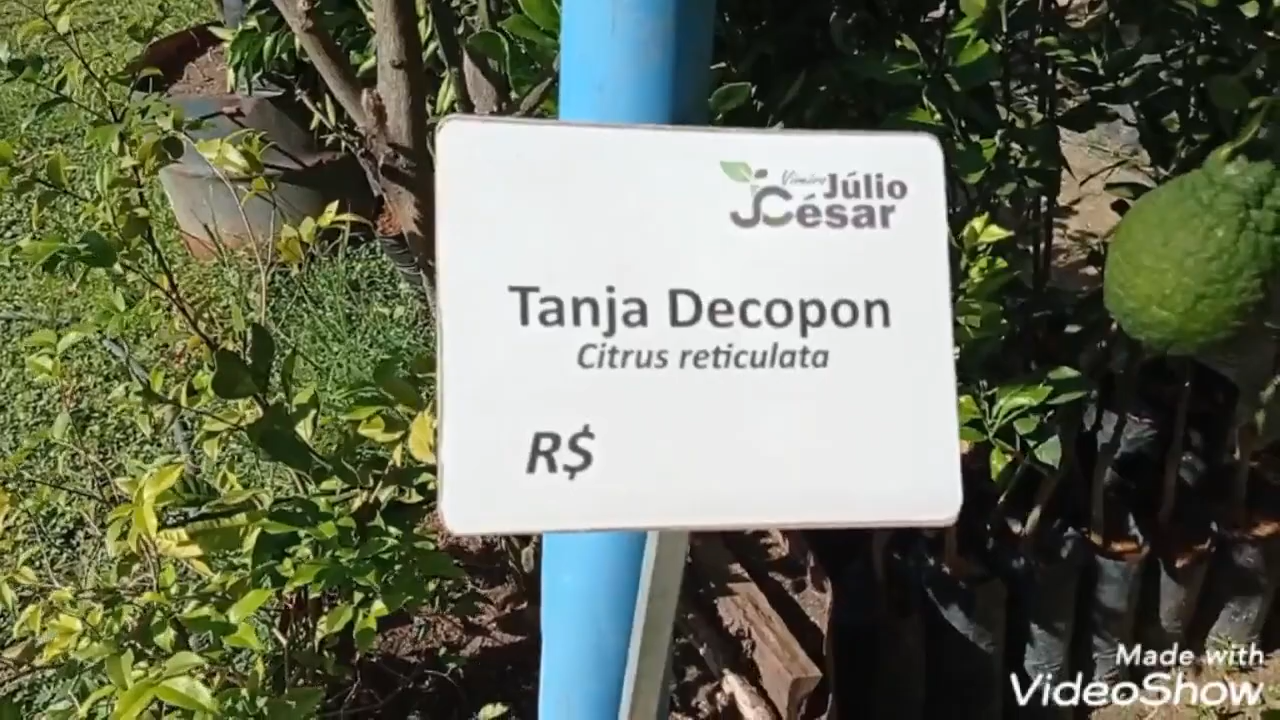 Viveiro Júlio
César
Tanja Decopon
Citrus reticulata
R$
Made with
VideoShow